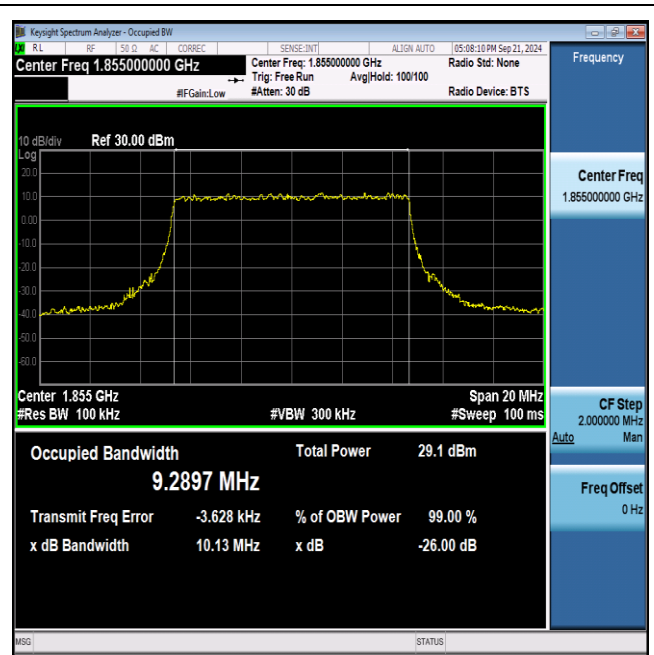 Keysight Spectrum Analyzer - Occupied BW
RL RF 50 Ω AC CORREC SENSE:INT ALIGN AUTO 05:08:10 PM Sep 21, 2024
Center Freq 1.855000000 GHz Center Freq: 1.855000000 GHz Radio Std: None
Trig: Free Run Avg|Hold: 100/100
#IFGain:Low #Atten: 30 dB Radio Device: BTS
10 dB/div Ref 30.00 dBm
Log
20.0
10.0
0.00
-10.0
-20.0
-30.0
-40.0
-50.0
-60.0
Center 1.855 GHz Span 20 MHz
#Res BW 100 kHz #VBW 300 kHz #Sweep 100 ms
Occupied Bandwidth Total Power 29.1 dBm
9.2897 MHz
Transmit Freq Error -3.628 kHz % of OBW Power 99.00 %
x dB Bandwidth 10.13 MHz x dB -26.00 dB
MSG STATUS
Frequency
Center Freq
1.855000000 GHz
CF Step
2.000000 MHz
Auto Man
Freq Offset
0 Hz